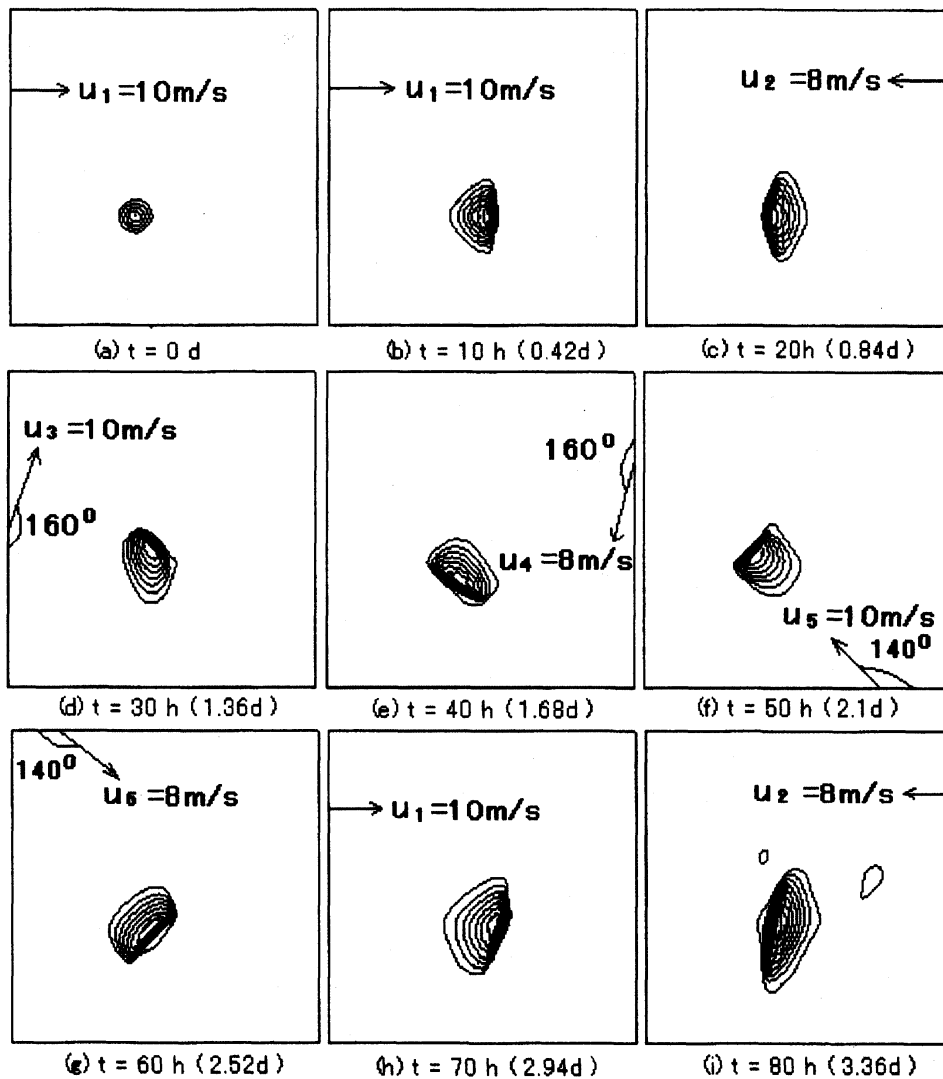 u1=10m/s
u1=10m/s
u2=8m/s
(a) t = 0 d
(b) t = 10 h (0.42d)
(c) t = 20h (0.84d)
u3=10m/s
160⁰
160⁰
u4=8m/s
u5=10m/s
140⁰
(d) t = 30 h (1.36d)
(e) t = 40 h (1.68d)
(f) t = 50 h (2.1d)
140⁰
u6=8m/s
u1=10m/s
u2=8m/s
(g) t = 60 h (2.52d)
(h) t = 70 h (2.94d)
(i) t = 80 h (3.36d)